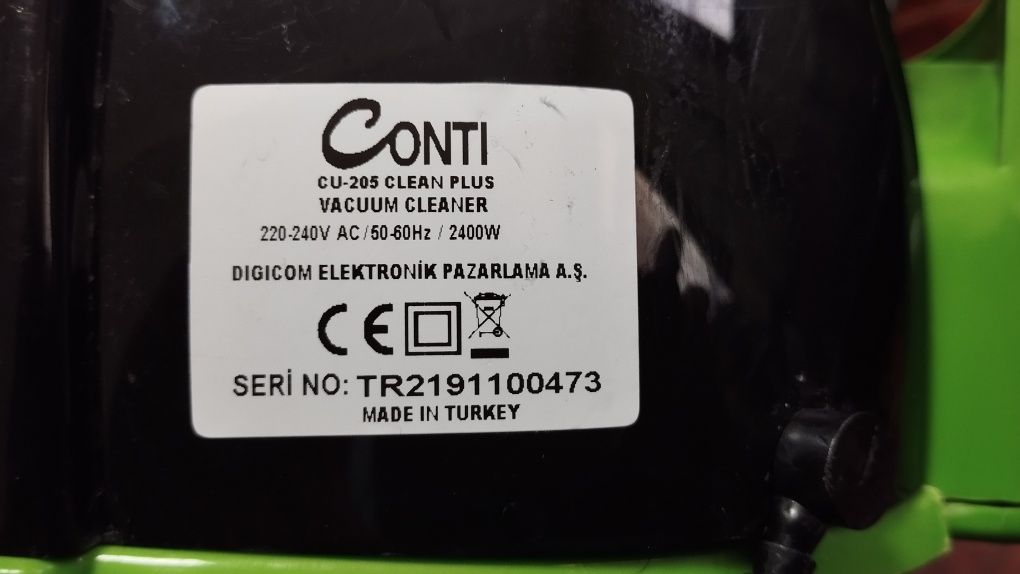 CONTI
CU-205 CLEAN PLUS
VACUUM CLEANER
220-240V AC / 50-60Hz / 2400W
DIGICOM ELEKTRONİK PAZARLAMA A.Ş.
CE
SERİ NO: TR2191100473
MADE IN TURKEY